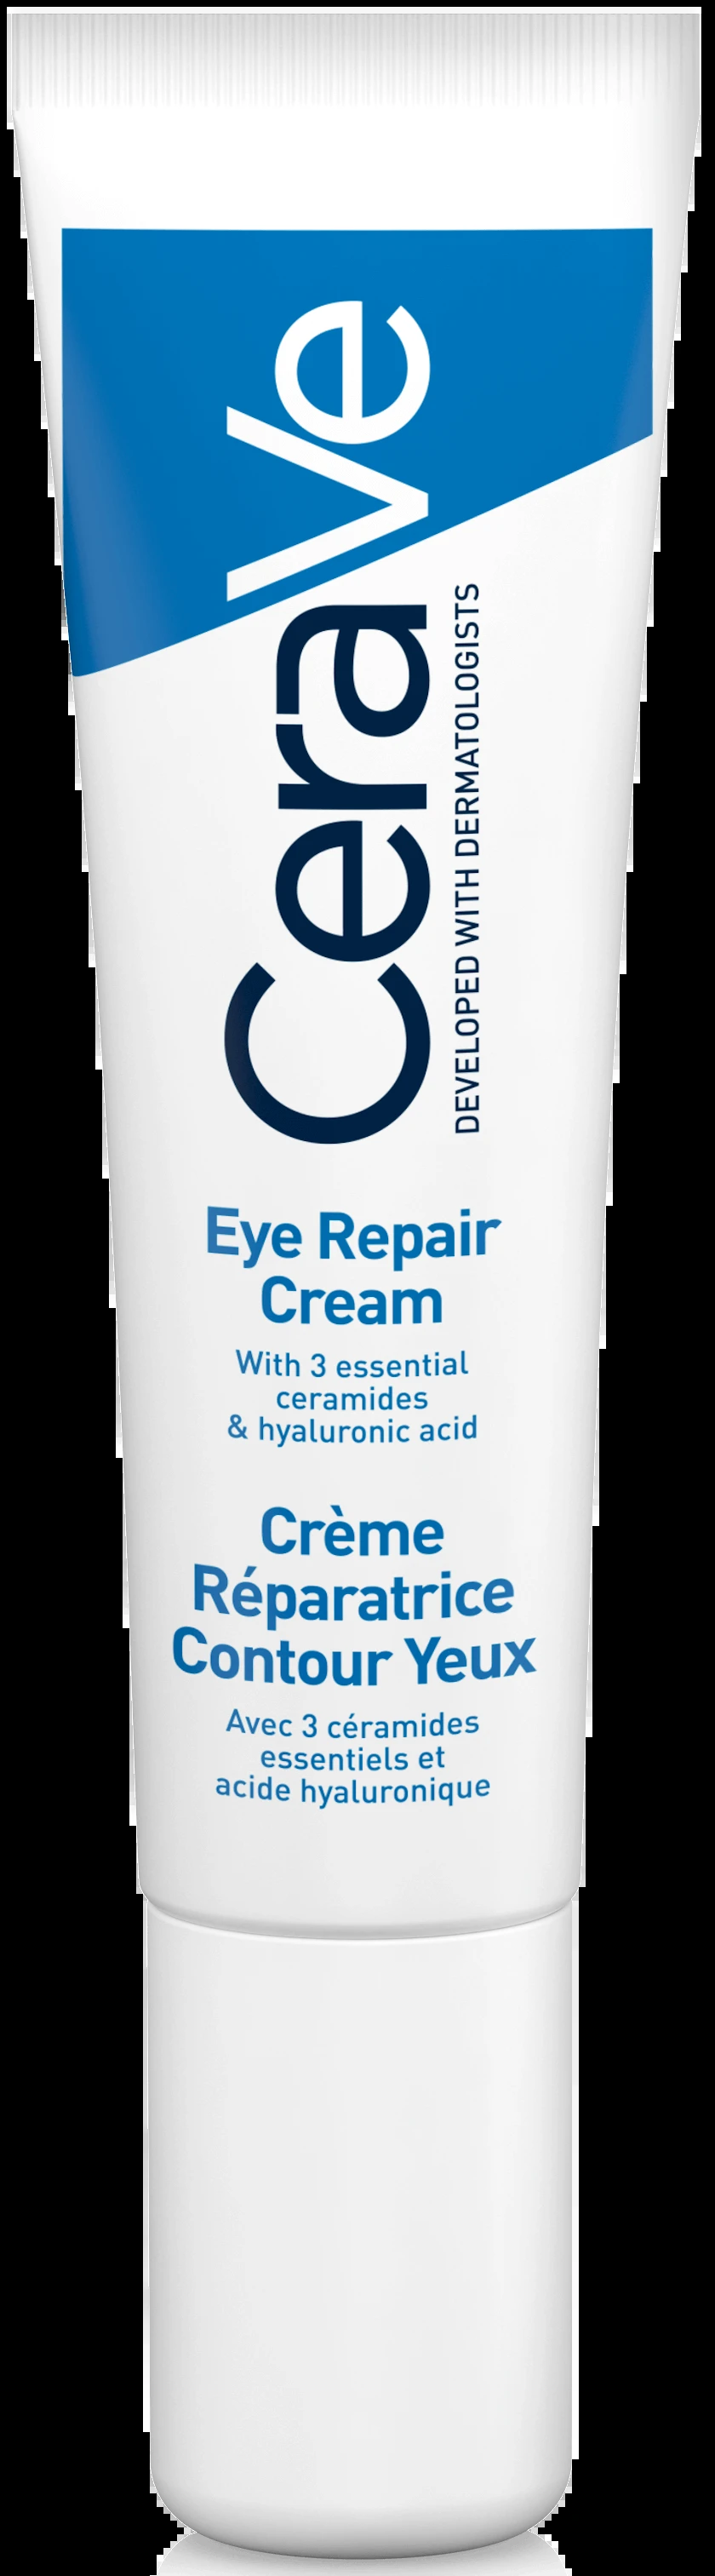 CeraVe
DEVELOPED WITH DERMATOLOGISTS
Eye Repair
Cream
With 3 essential
ceramides
& hyaluronic acid
Crème
Réparatrice
Contour Yeux
Avec 3 céramides
essentiels et
acide hyaluronique